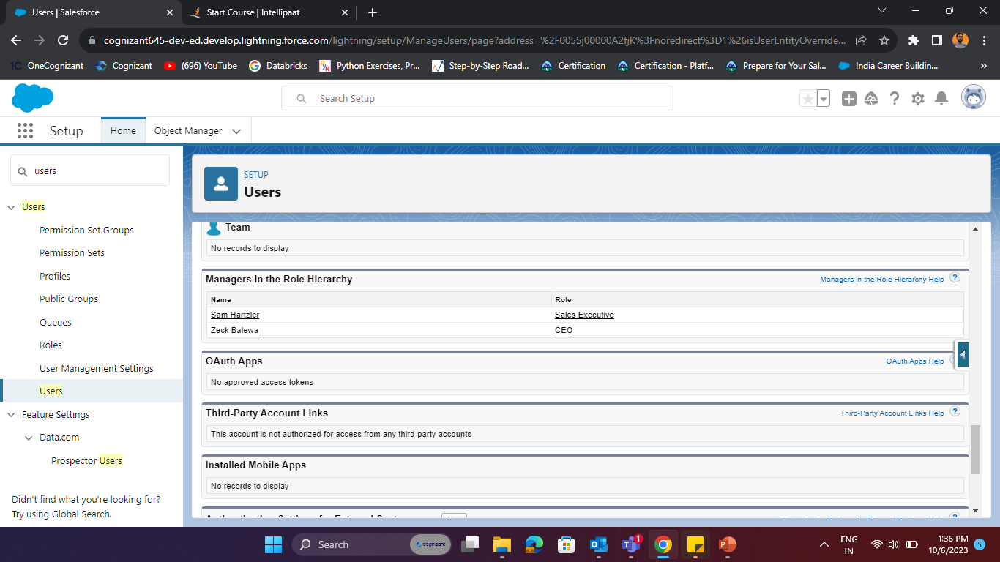 Users | Salesforce
Start Course | Intellipaat
cognizant645-dev-ed.develop.lightning.force.com/lightning/setup/ManageUsers/page?address=%2F0055j00000A2fjK%3Fnoredirect%3D1%26isUserEntityOverride...
1C OneCognizant
Cognizant
(696) YouTube
Databricks
Python Exercises, Pr...
Step-by-Step Road...
Certification
Certification - Platf...
Prepare for Your Sal...
India Career Buildin...
»
Search Setup
Setup
Home
Object Manager
users
Users
Permission Set Groups
Permission Sets
Profiles
Public Groups
Queues
Roles
User Management Settings
Users
Feature Settings
Data.com
Prospector Users
Didn't find what you're looking for?
Try using Global Search.
SETUP
Users
Team
No records to display
Managers in the Role Hierarchy
Managers in the Role Hierarchy Help ?
Name Role
Sam Hartzler Sales Executive
Zeck Balewa CEO
OAuth Apps
OAuth Apps Help
No approved access tokens
Third-Party Account Links
Third-Party Account Links Help ?
This account is not authorized for access from any third-party accounts
Installed Mobile Apps
No records to display
Search
cognizant
1
ENG
IN
1:36 PM
10/6/2023
5